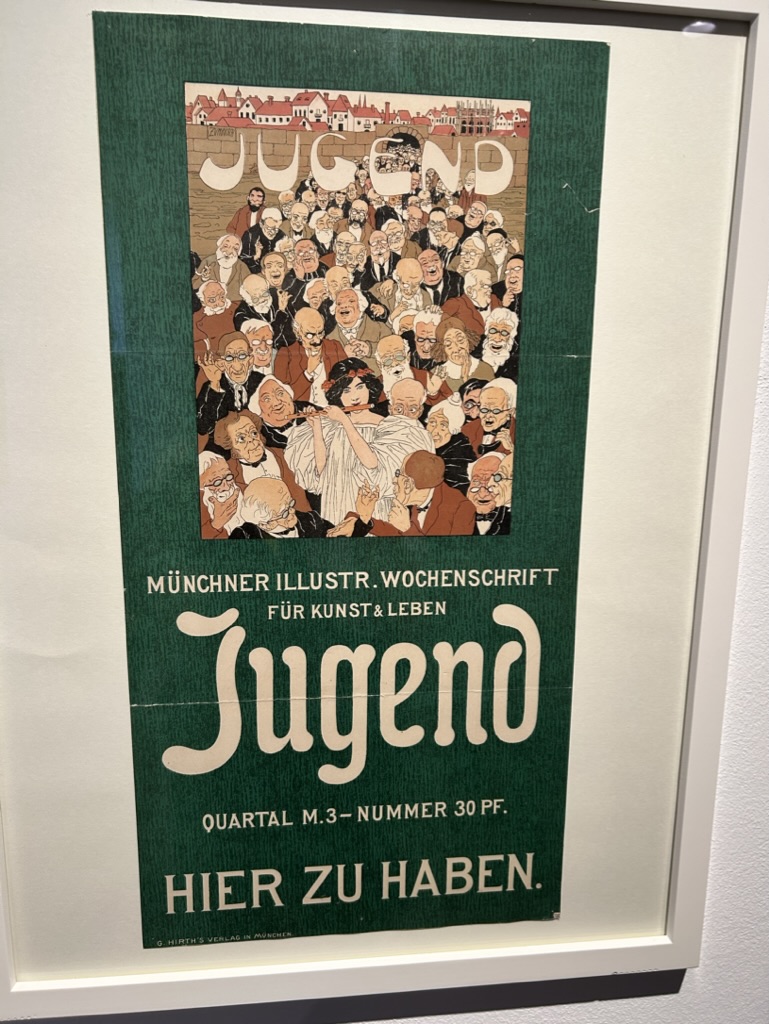 JUGEND
MÜNCHNER ILLUSTR. WOCHENSCHRIFT
FÜR KUNST & LEBEN
Jugend
QUARTAL M.3– NUMMER 30 PF.
HIER ZU HABEN.
G. HIRTH'S VERLAG IN MÜNCHEN